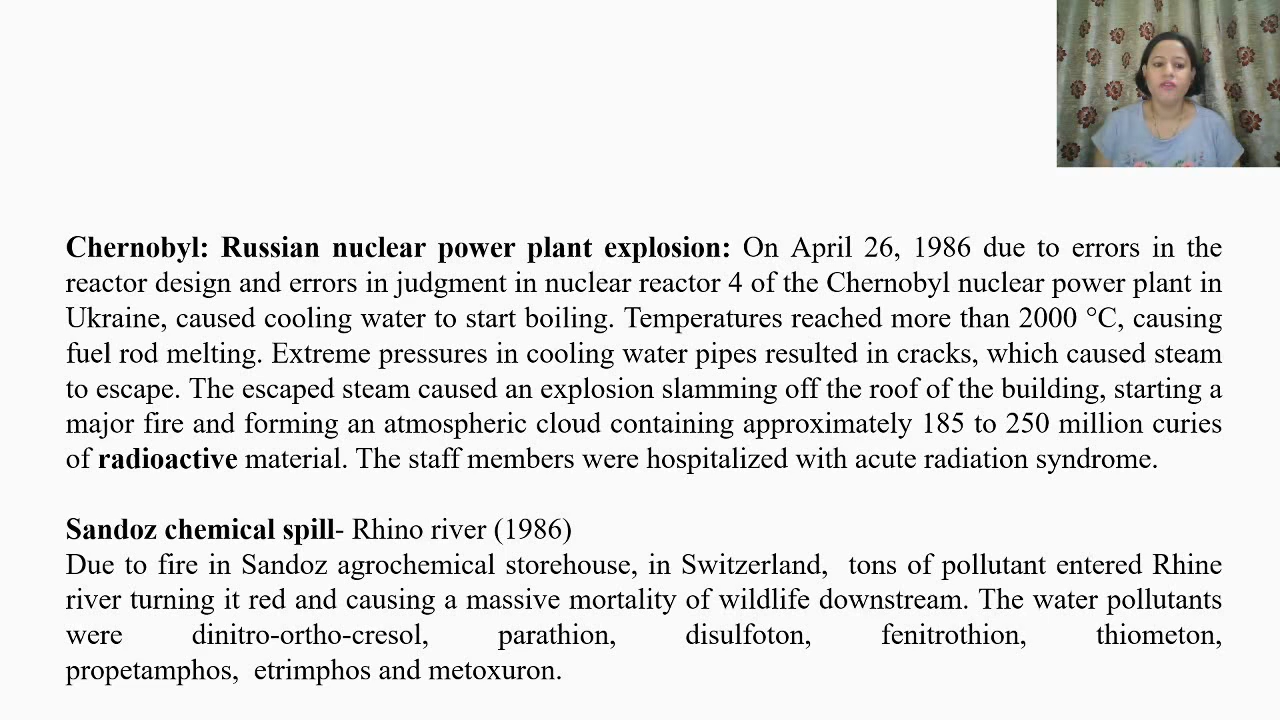 Chernobyl: Russian nuclear power plant explosion: On April 26, 1986 due to errors in the
reactor design and errors in judgment in nuclear reactor 4 of the Chernobyl nuclear power plant in
Ukraine, caused cooling water to start boiling. Temperatures reached more than 2000 °C, causing
fuel rod melting. Extreme pressures in cooling water pipes resulted in cracks, which caused steam
to escape. The escaped steam caused an explosion slamming off the roof of the building, starting a
major fire and forming an atmospheric cloud containing approximately 185 to 250 million curies
of radioactive material. The staff members were hospitalized with acute radiation syndrome.
Sandoz chemical spill- Rhino river (1986)
Due to fire in Sandoz agrochemical storehouse, in Switzerland, tons of pollutant entered Rhine
river turning it red and causing a massive mortality of wildlife downstream. The water pollutants
were dinitro-ortho-cresol, parathion, disulfoton, fenitrothion, thiometon,
propetamphos, etrimphos and metoxuron.